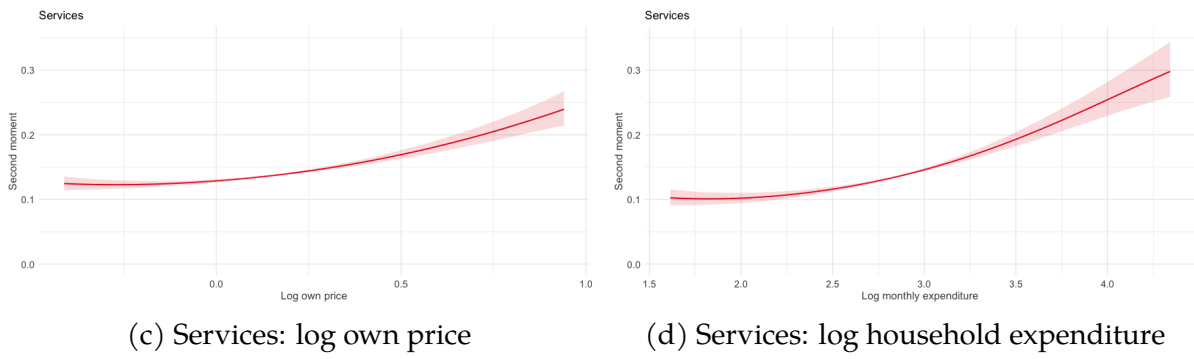 Services
0.3
0.2
0.1
0.0
Second moment
0.0
0.5
1.0
Log own price
(c) Services: log own price
Services
0.3
0.2
0.1
0.0
Second moment
1.5
2.0
2.5
3.0
3.5
4.0
Log monthly expenditure
(d) Services: log household expenditure